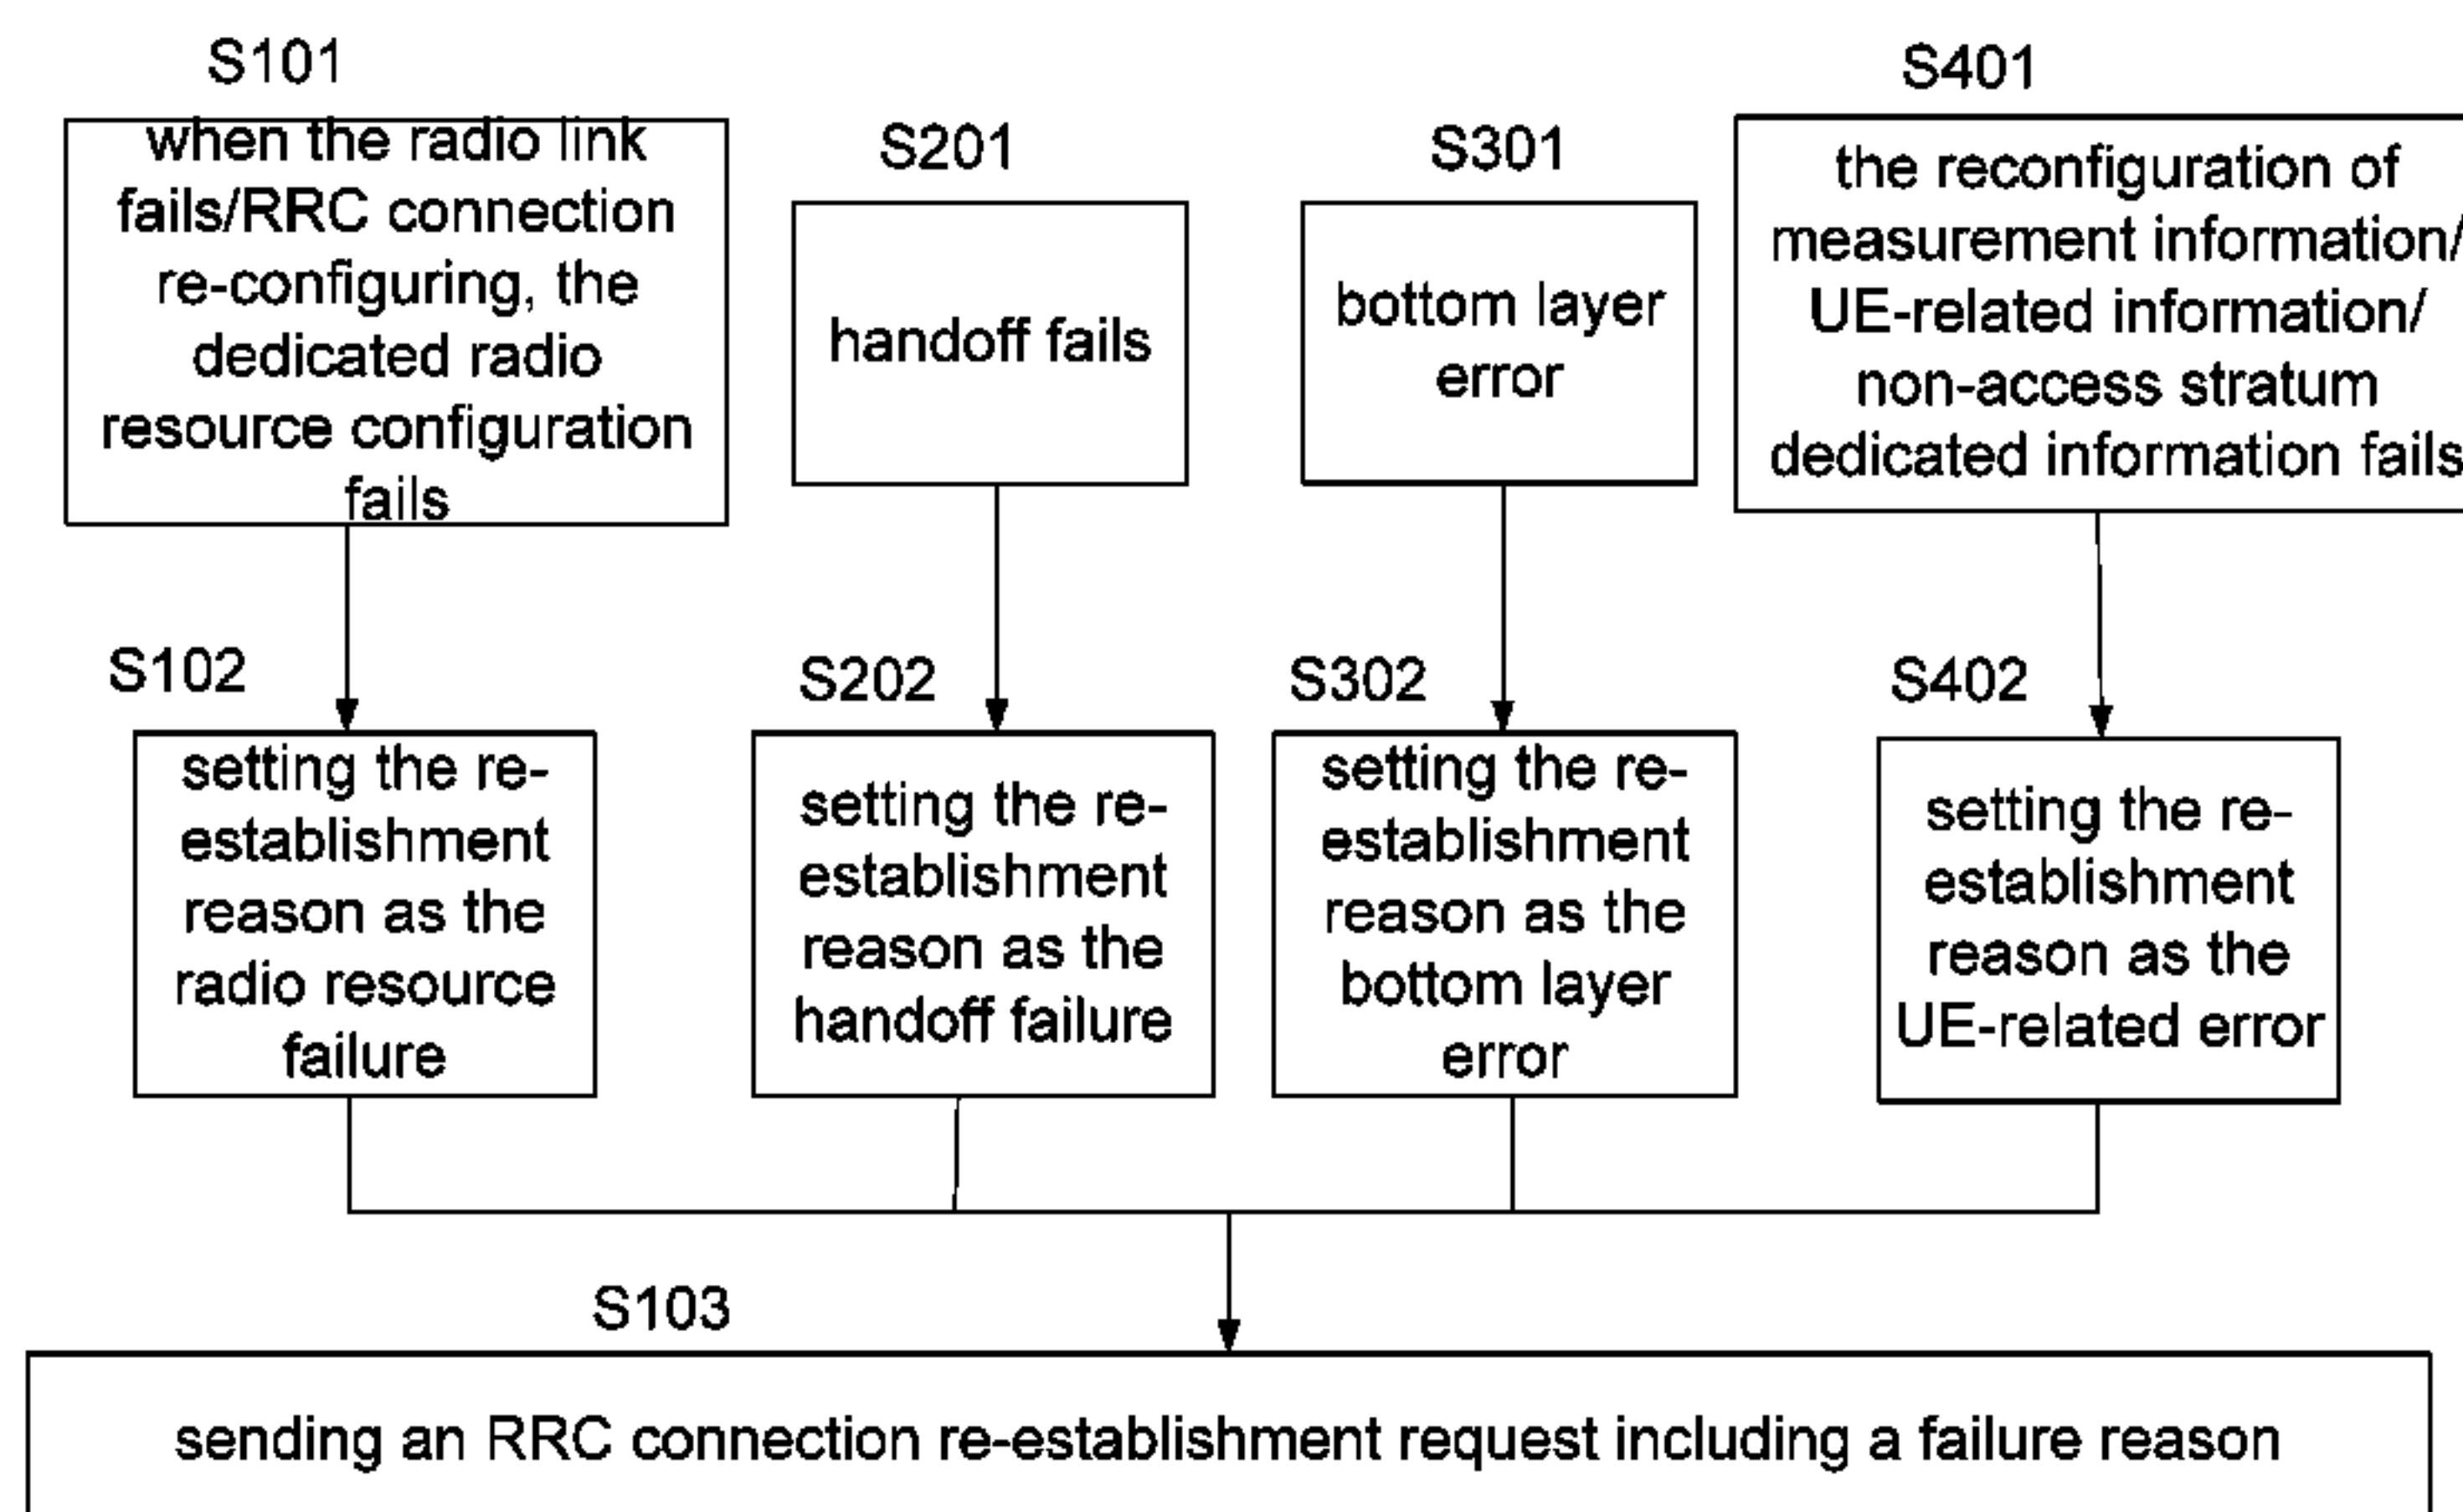 S101
when the radio link
fails/RRC connection
re-configuring, the
dedicated radio
resource configuration
fails
S201
handoff fails
S301
bottom layer
error
S401
the reconfiguration of
measurement information/
UE-related information/
non-access stratum
dedicated information fails
S102
setting the re-
establishment
reason as the
radio resource
failure
S202
setting the re-
establishment
reason as the
handoff failure
S302
setting the re-
establishment
reason as the
bottom layer
error
S402
setting the re-
establishment
reason as the
UE-related error
S103
sending an RRC connection re-establishment request including a failure reason